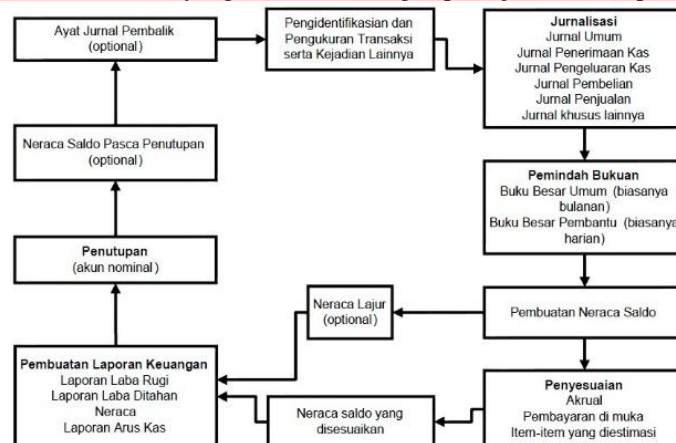 Ayat Jurnal Pembalik
(optional)
Pengidentifikasian dan
Pengukuran Transaksi
serta Kejadian Lainnya
Jurnalisasi
Jurnal Umum
Jurnal Penerimaan Kas
Jurnal Pengeluaran Kas
Jurnal Pembelian
Jurnal Penjualan
Jurnal khusus lainnya
Neraca Saldo Pasca Penutupan
(optional)
Pemindah Bukuan
Buku Besar Umum (biasanya
bulanan)
Buku Besar Pembantu (biasanya
harian)
Penutupan
(akun nominal)
Neraca Lajur
(optional)
Pembuatan Neraca Saldo
Pembuatan Laporan Keuangan
Laporan Laba Rugi
Laporan Laba Ditahan
Neraca
Laporan Arus Kas
Neraca saldo yang
disesuaikan
Penyesuaian
Akrual
Pembayaran di muka
Item-item yang diestimasi